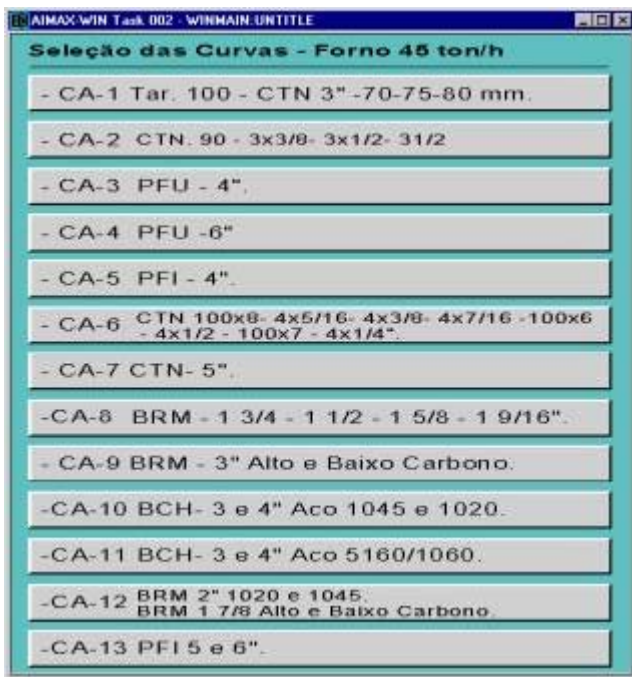 AIMAX-WIN Task 002 - WINMAIN:UNTITLE
Seleção das Curvas - Forno 45 ton/h
- CA-1 Tar. 100 - CTN 3" -70-75-80 mm.
- CA-2 CTN. 90 - 3x3/8- 3x1/2- 31/2
- CA-3 PFU - 4".
- CA-4 PFU -6"
- CA-5 PFI - 4".
- CA-6 CTN 100x8- 4x5/16- 4x3/8- 4x7/16 -100x6
- 4x1/2 - 100x7 - 4x1/4".
- CA-7 CTN- 5".
-CA-8 BRM - 1 3/4 - 1 1/2 - 1 5/8 - 1 9/16".
- CA-9 BRM - 3" Alto e Baixo Carbono.
-CA-10 BCH- 3 e 4" Aco 1045 e 1020.
-CA-11 BCH- 3 e 4" Aco 5160/1060.
-CA-12 BRM 2" 1020 e 1045.
BRM 1 7/8 Alto e Baixo Carbono.
-CA-13 PFI 5 e 6".